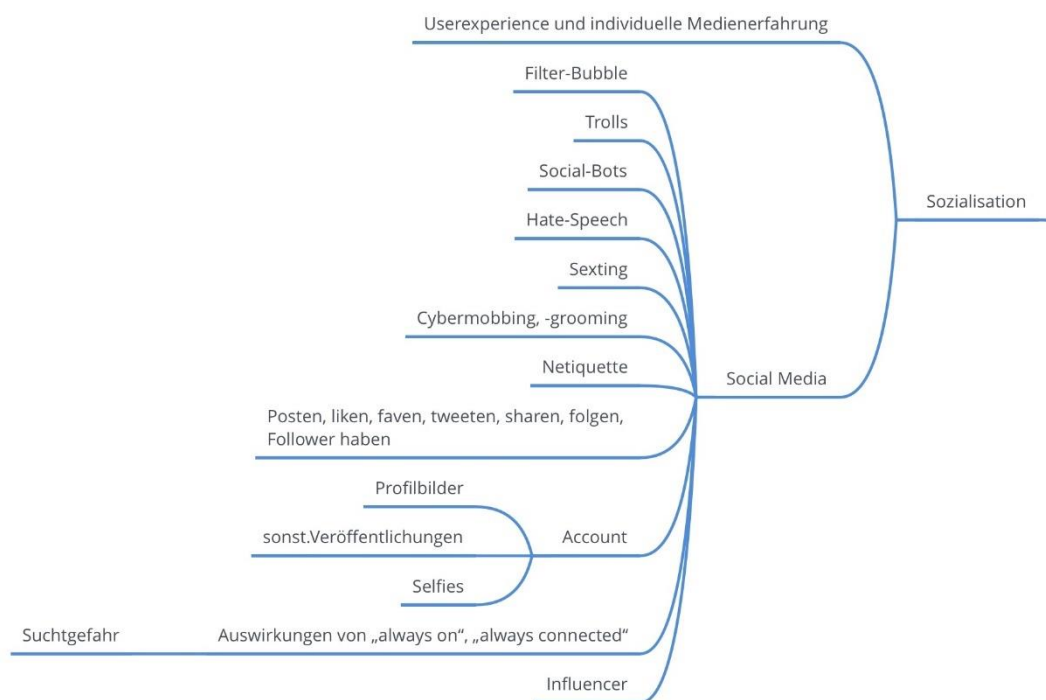 Userexperience und individuelle Medienerfahrung
Filter-Bubble
Trolls
Social-Bots
Hate-Speech
Sexting
Cybermobbing, -grooming
Netiquette
Posten, liken, faven, tweeten, sharen, folgen,
Follower haben
Profilbilder
sonst.Veröffentlichungen
Selfies
Account
Suchtgefahr
Auswirkungen von „always on“, „always connected“
Influencer
Social Media
Sozialisation